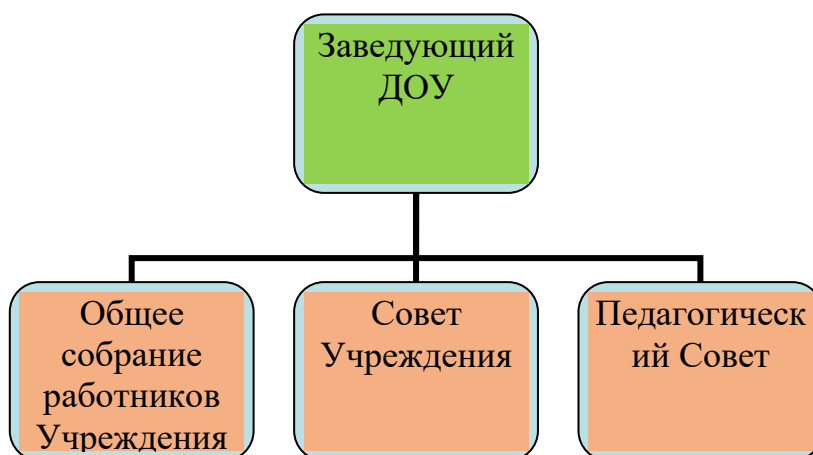 Заведующий
ДОУ
Общее
собрание
работников
Учреждения
Совет
Учреждения
Педагогическ
ий Совет